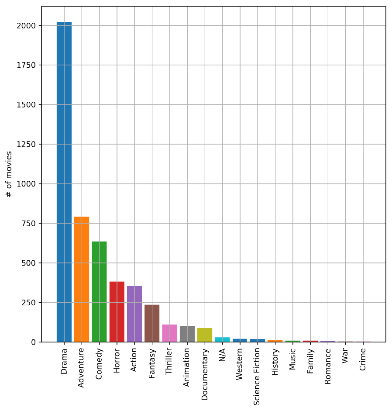 2000
1750
1500
1250
1000
750
500
250
0
# of movies
Drama
Adventure
Comedy
Horror
Action
Fantasy
Thriller
Animation
Documentary
N/A
Western
Science Fiction
History
Music
Family
Romance
War
Crime